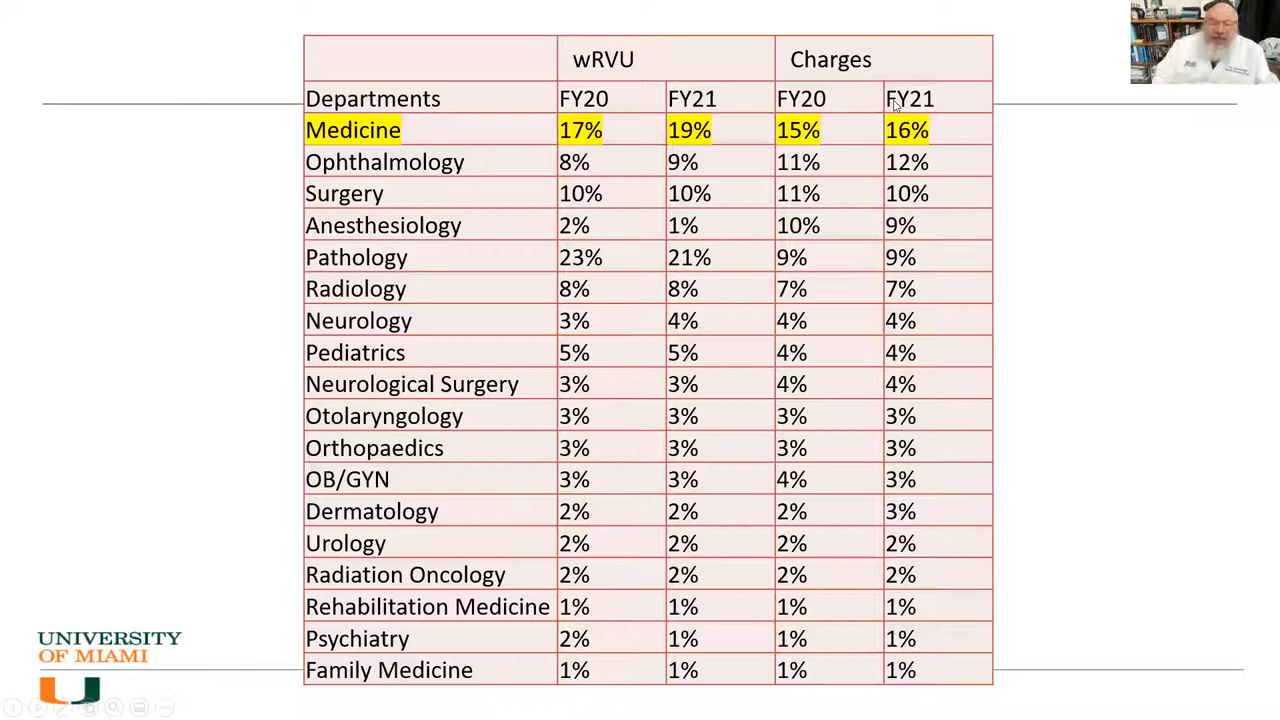 wRVU Charges
Departments FY20 FY21 FY20 FY21
Medicine 17% 19% 15% 16%
Ophthalmology 8% 9% 11% 12%
Surgery 10% 10% 11% 10%
Anesthesiology 2% 1% 10% 9%
Pathology 23% 21% 9% 9%
Radiology 8% 8% 7% 7%
Neurology 3% 4% 4% 4%
Pediatrics 5% 5% 4% 4%
Neurological Surgery 3% 3% 4% 4%
Otolaryngology 3% 3% 3% 3%
Orthopaedics 3% 3% 3% 3%
OB/GYN 3% 3% 4% 3%
Dermatology 2% 2% 2% 3%
Urology 2% 2% 2% 2%
Radiation Oncology 2% 2% 2% 2%
Rehabilitation Medicine 1% 1% 1% 1%
Psychiatry 2% 1% 1% 1%
Family Medicine 1% 1% 1% 1%
UNIVERSITY
OF MIAMI